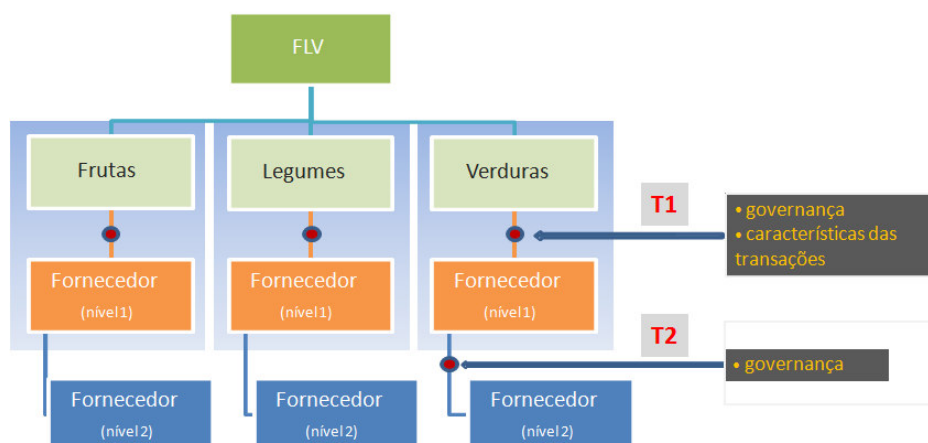 FLV
Frutas
Legumes
Verduras
T1
• governança
• características das
transações
Fornecedor
(nível1)
Fornecedor
(nível1)
Fornecedor
(nível1)
T2
• governança
Fornecedor
(nível2)
Fornecedor
(nível2)
Fornecedor
(nível2)